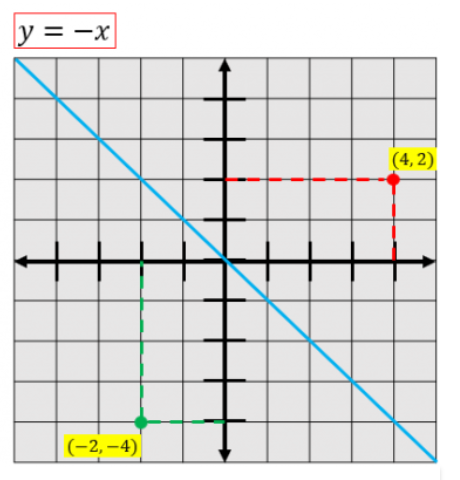 y = −x
(4, 2)
(−2, −4)